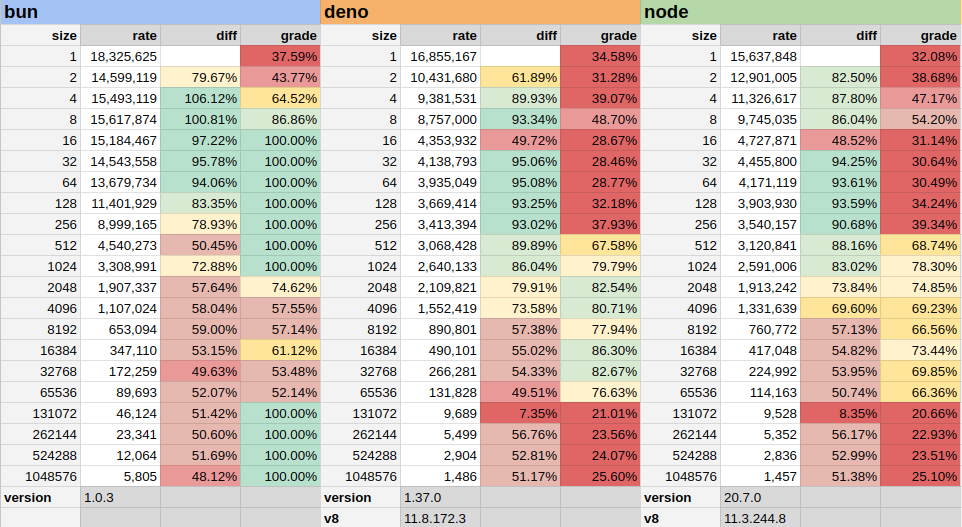 bun deno node
size rate diff grade size rate diff grade size rate diff grade
1 18,325,625 37.59% 1 16,855,167 34.58% 1 15,637,848 32.08%
2 14,599,119 79.67% 43.77% 2 10,431,680 61.89% 31.28% 2 12,901,005 82.50% 38.68%
4 15,493,119 106.12% 64.52% 4 9,381,531 89.93% 39.07% 4 11,326,617 87.80% 47.17%
8 15,617,874 100.81% 86.86% 8 8,757,000 93.34% 48.70% 8 9,745,035 86.04% 54.20%
16 15,184,467 97.22% 100.00% 16 4,353,932 49.72% 28.67% 16 4,727,871 48.52% 31.14%
32 14,543,558 95.78% 100.00% 32 4,138,793 95.06% 28.46% 32 4,455,800 94.25% 30.64%
64 13,679,734 94.06% 100.00% 64 3,935,049 95.08% 28.77% 64 4,171,119 93.61% 30.49%
128 11,401,929 83.35% 100.00% 128 3,669,414 93.25% 32.18% 128 3,903,930 93.59% 34.24%
256 8,999,165 78.93% 100.00% 256 3,413,394 93.02% 37.93% 256 3,540,157 90.68% 39.34%
512 4,540,273 50.45% 100.00% 512 3,068,428 89.89% 67.58% 512 3,120,841 88.16% 68.74%
1024 3,308,991 72.88% 100.00% 1024 2,640,133 86.04% 79.79% 1024 2,591,006 83.02% 78.30%
2048 1,907,337 57.64% 74.62% 2048 2,109,821 79.91% 82.54% 2048 1,913,242 73.84% 74.85%
4096 1,107,024 58.04% 57.55% 4096 1,552,419 73.58% 80.71% 4096 1,331,639 69.60% 69.23%
8192 653,094 59.00% 57.14% 8192 890,801 57.38% 77.94% 8192 760,772 57.13% 66.56%
16384 347,110 53.15% 61.12% 16384 490,101 55.02% 86.30% 16384 417,048 54.82% 73.44%
32768 172,259 49.63% 53.48% 32768 266,281 54.33% 82.67% 32768 224,992 53.95% 69.85%
65536 89,693 52.07% 52.14% 65536 131,828 49.51% 76.63% 65536 114,163 50.74% 66.36%
131072 46,124 51.42% 100.00% 131072 9,689 7.35% 21.01% 131072 9,528 8.35% 20.66%
262144 23,341 50.60% 100.00% 262144 5,499 56.76% 23.56% 262144 5,352 56.17% 22.93%
524288 12,064 51.69% 100.00% 524288 2,904 52.81% 24.07% 524288 2,836 52.99% 23.51%
1048576 5,805 48.12% 100.00% 1048576 1,486 51.17% 25.60% 1048576 1,457 51.38% 25.10%
version 1.0.3 version 1.37.0 version 20.7.0
v8 11.8.172.3 v8 11.3.244.8